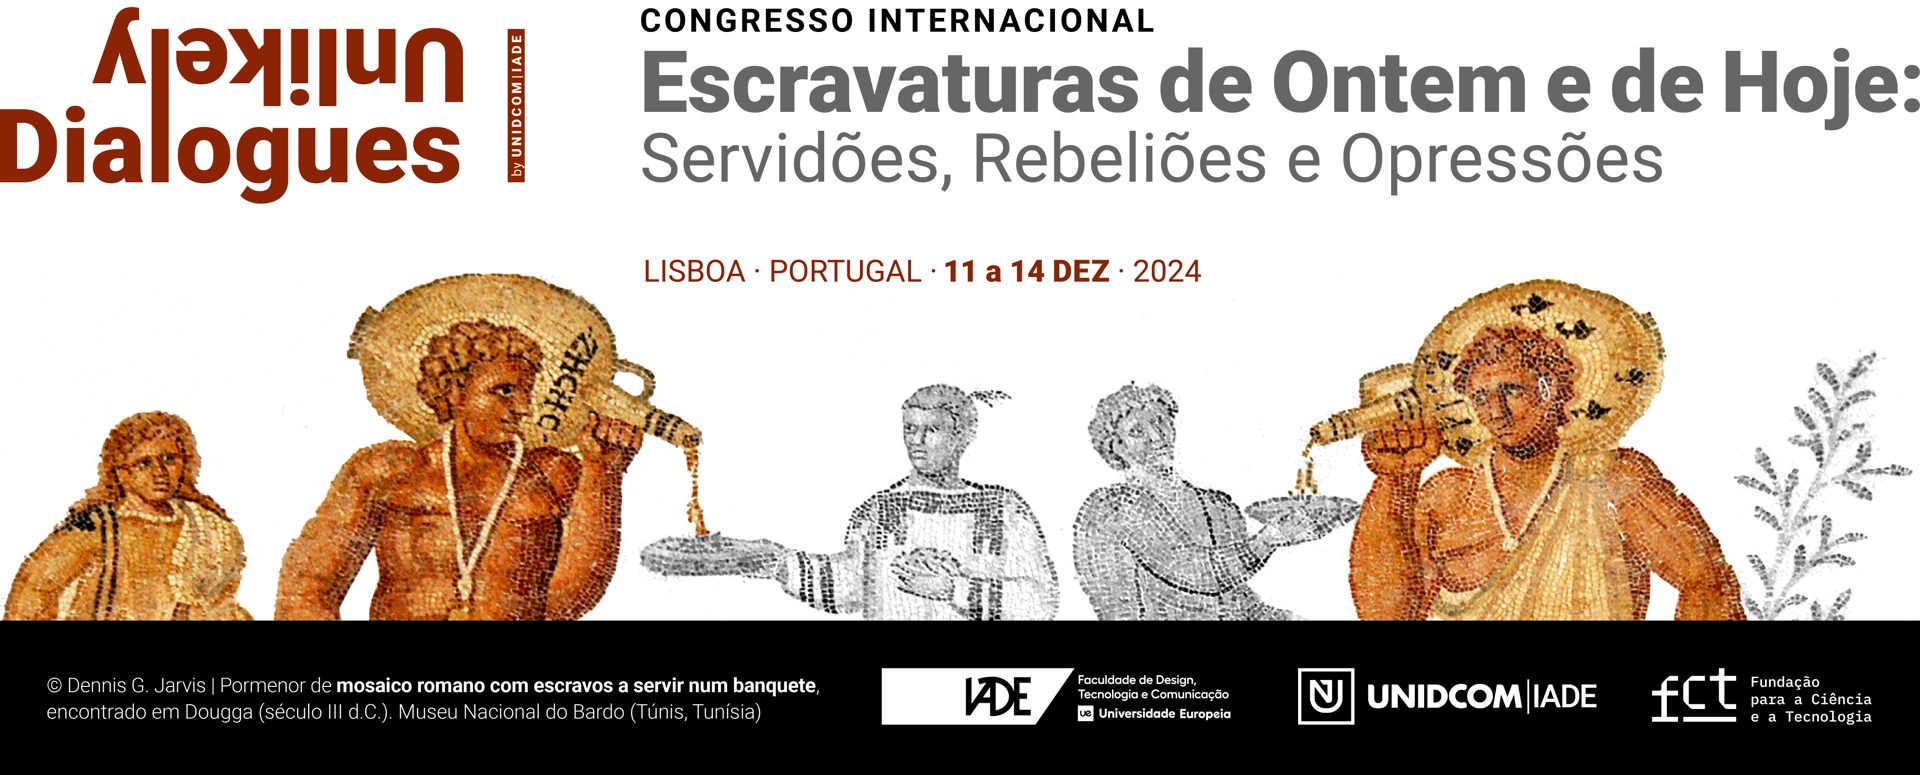 Unlikely
Dialogues
by UNIDCOM|IADE
CONGRESSO INTERNACIONAL
Escravaturas de Ontem e de Hoje:
Servidões, Rebeliões e Opressões
LISBOA · PORTUGAL · 11 a 14 DEZ · 2024
© Dennis G. Jarvis | Pormenor de mosaico romano com escravos a servir num banquete,
encontrado em Dougga (século III d.C.). Museu Nacional do Bardo (Túnis, Tunísia)
IADE
Faculdade de Design,
Tecnologia e Comunicação
ue Universidade Europeia
UNIDCOM|IADE
fct
Fundação
para a Ciência
e a Tecnologia